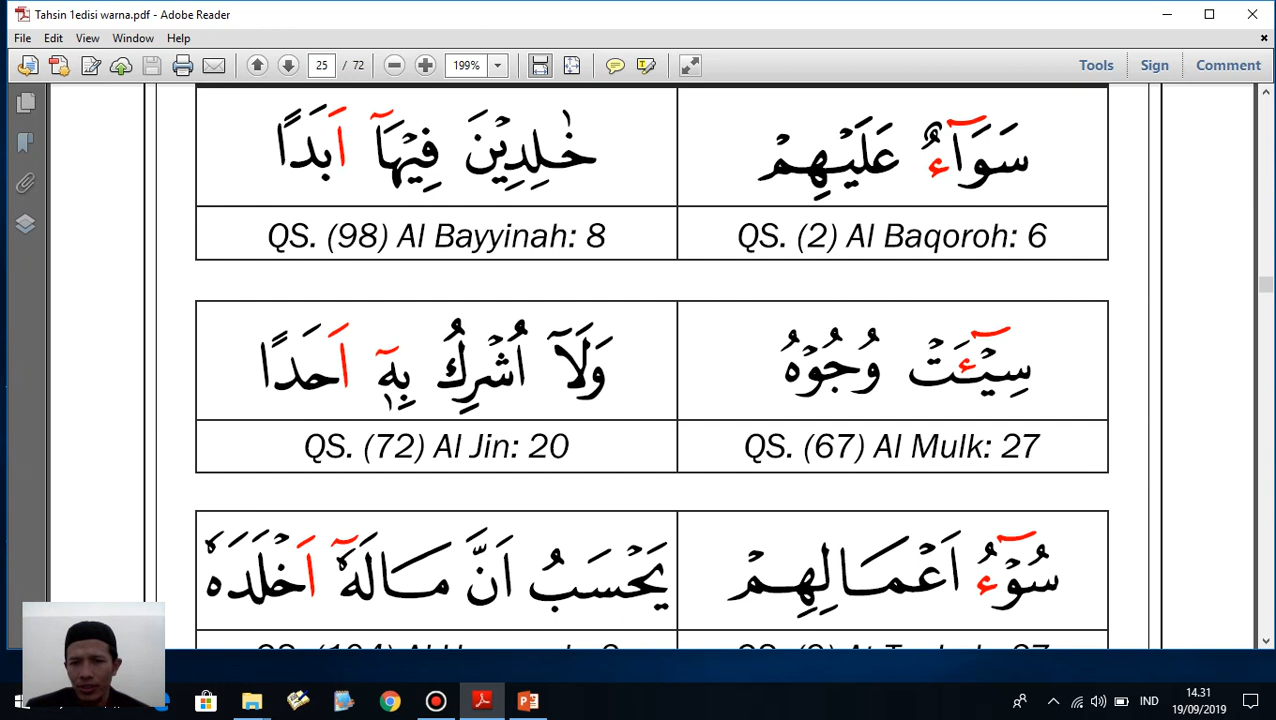 Tahsin 1edisi warna.pdf - Adobe Reader
File Edit View Window Help
25 / 72 199% Tools Sign Comment
سَوَآءٌ عَلَيْهِمْ خٰلِدِيْنَ فِيْهَآ اَبَدًا
QS. (98) Al Bayyinah: 8 QS. (2) Al Baqoroh: 6
سِيْٓئَتْ وُجُوْهُ وَلَآ اُشْرِكُ بِهٖٓ اَحَدًا
QS. (72) Al Jin: 20 QS. (67) Al Mulk: 27
سُوْٓءُ اَعْمَالِهِمْ يَحْسَبُ اَنَّ مَالَهٗٓ اَخْلَدَهٗ
IND 14.31
19/09/2019